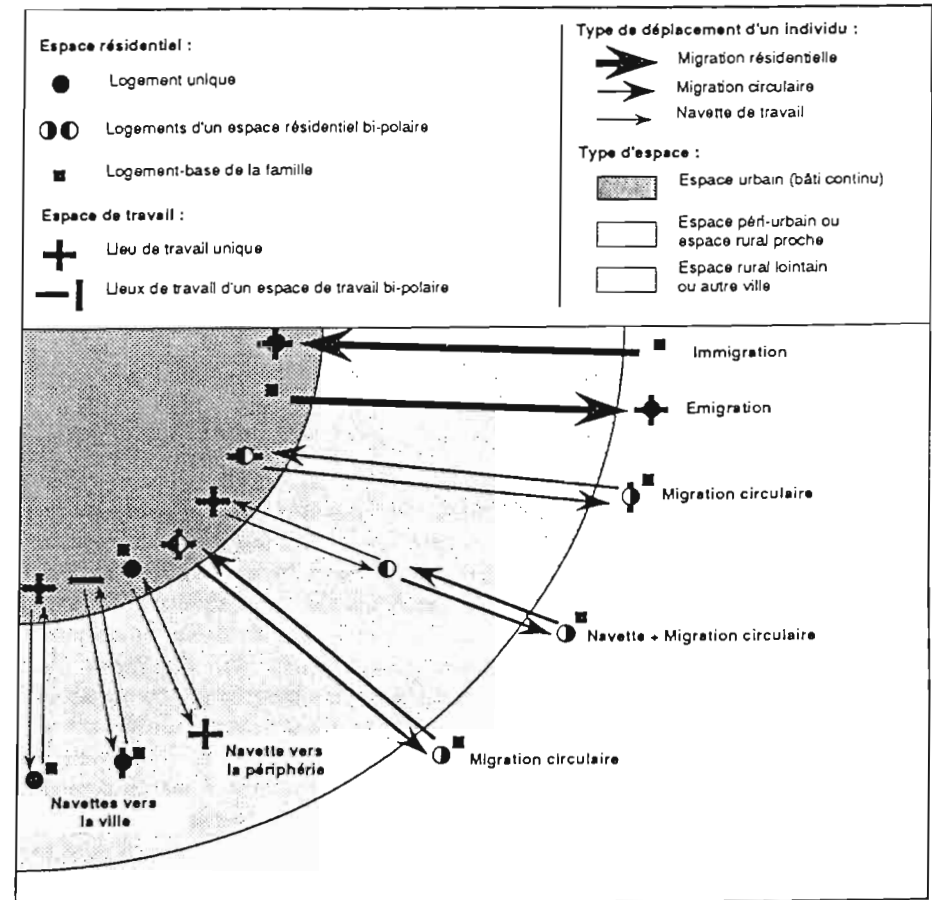 Espace résidentiel :
Logement unique
Logements d'un espace résidentiel bi-polaire
Logement-base de la famille
Espace de travail :
Lieu de travail unique
Lieux de travail d'un espace de travail bi-polaire
Type de déplacement d'un individu :
Migration résidentielle
Migration circulaire
Navette de travail
Type d'espace :
Espace urbain (bâti continu)
Espace péri-urbain ou
espace rural proche
Espace rural lointain
ou autre ville
Immigration
Emigration
Migration circulaire
Navette + Migration circulaire
Migration circulaire
Navette vers
la périphérie
Navettes vers
la ville